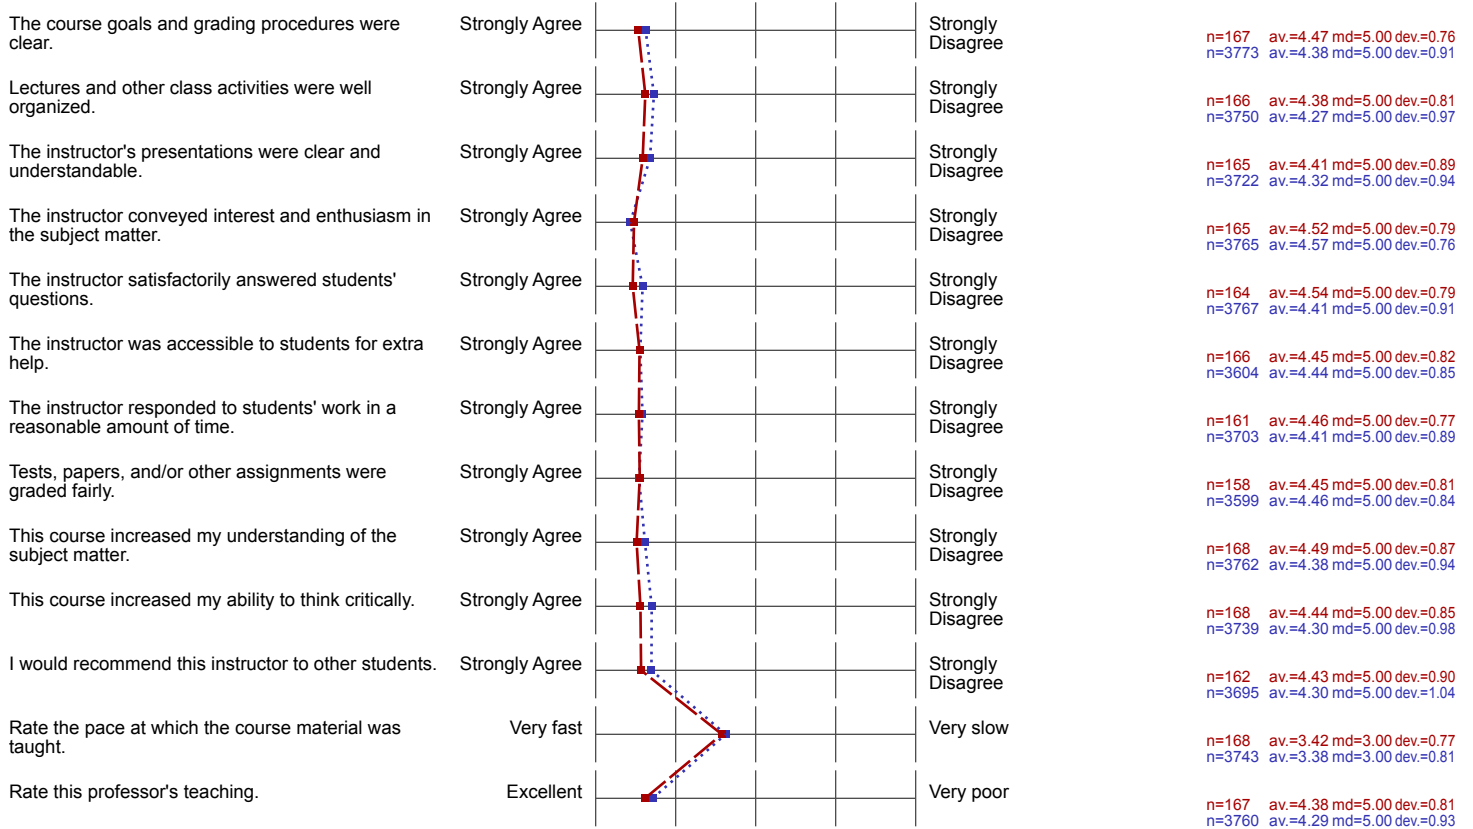 The course goals and grading procedures were
clear.
Strongly Agree
Strongly
Disagree
n=167 av.=4.47 md=5.00 dev.=0.76
n=3773 av.=4.38 md=5.00 dev.=0.91
Lectures and other class activities were well
organized.
Strongly Agree
Strongly
Disagree
n=166 av.=4.38 md=5.00 dev.=0.81
n=3750 av.=4.27 md=5.00 dev.=0.97
The instructor's presentations were clear and
understandable.
Strongly Agree
Strongly
Disagree
n=165 av.=4.41 md=5.00 dev.=0.89
n=3722 av.=4.32 md=5.00 dev.=0.94
The instructor conveyed interest and enthusiasm in
the subject matter.
Strongly Agree
Strongly
Disagree
n=165 av.=4.52 md=5.00 dev.=0.79
n=3765 av.=4.57 md=5.00 dev.=0.76
The instructor satisfactorily answered students'
questions.
Strongly Agree
Strongly
Disagree
n=164 av.=4.54 md=5.00 dev.=0.79
n=3767 av.=4.41 md=5.00 dev.=0.91
The instructor was accessible to students for extra
help.
Strongly Agree
Strongly
Disagree
n=166 av.=4.45 md=5.00 dev.=0.82
n=3604 av.=4.44 md=5.00 dev.=0.85
The instructor responded to students' work in a
reasonable amount of time.
Strongly Agree
Strongly
Disagree
n=161 av.=4.46 md=5.00 dev.=0.77
n=3703 av.=4.41 md=5.00 dev.=0.89
Tests, papers, and/or other assignments were
graded fairly.
Strongly Agree
Strongly
Disagree
n=158 av.=4.45 md=5.00 dev.=0.81
n=3599 av.=4.46 md=5.00 dev.=0.84
This course increased my understanding of the
subject matter.
Strongly Agree
Strongly
Disagree
n=168 av.=4.49 md=5.00 dev.=0.87
n=3762 av.=4.38 md=5.00 dev.=0.94
This course increased my ability to think critically.
Strongly Agree
Strongly
Disagree
n=168 av.=4.44 md=5.00 dev.=0.85
n=3739 av.=4.30 md=5.00 dev.=0.98
I would recommend this instructor to other students.
Strongly Agree
Strongly
Disagree
n=162 av.=4.43 md=5.00 dev.=0.90
n=3695 av.=4.30 md=5.00 dev.=1.04
Rate the pace at which the course material was
taught.
Very fast
Very slow
n=168 av.=3.42 md=3.00 dev.=0.77
n=3743 av.=3.38 md=3.00 dev.=0.81
Rate this professor's teaching.
Excellent
Very poor
n=167 av.=4.38 md=5.00 dev.=0.81
n=3760 av.=4.29 md=5.00 dev.=0.93